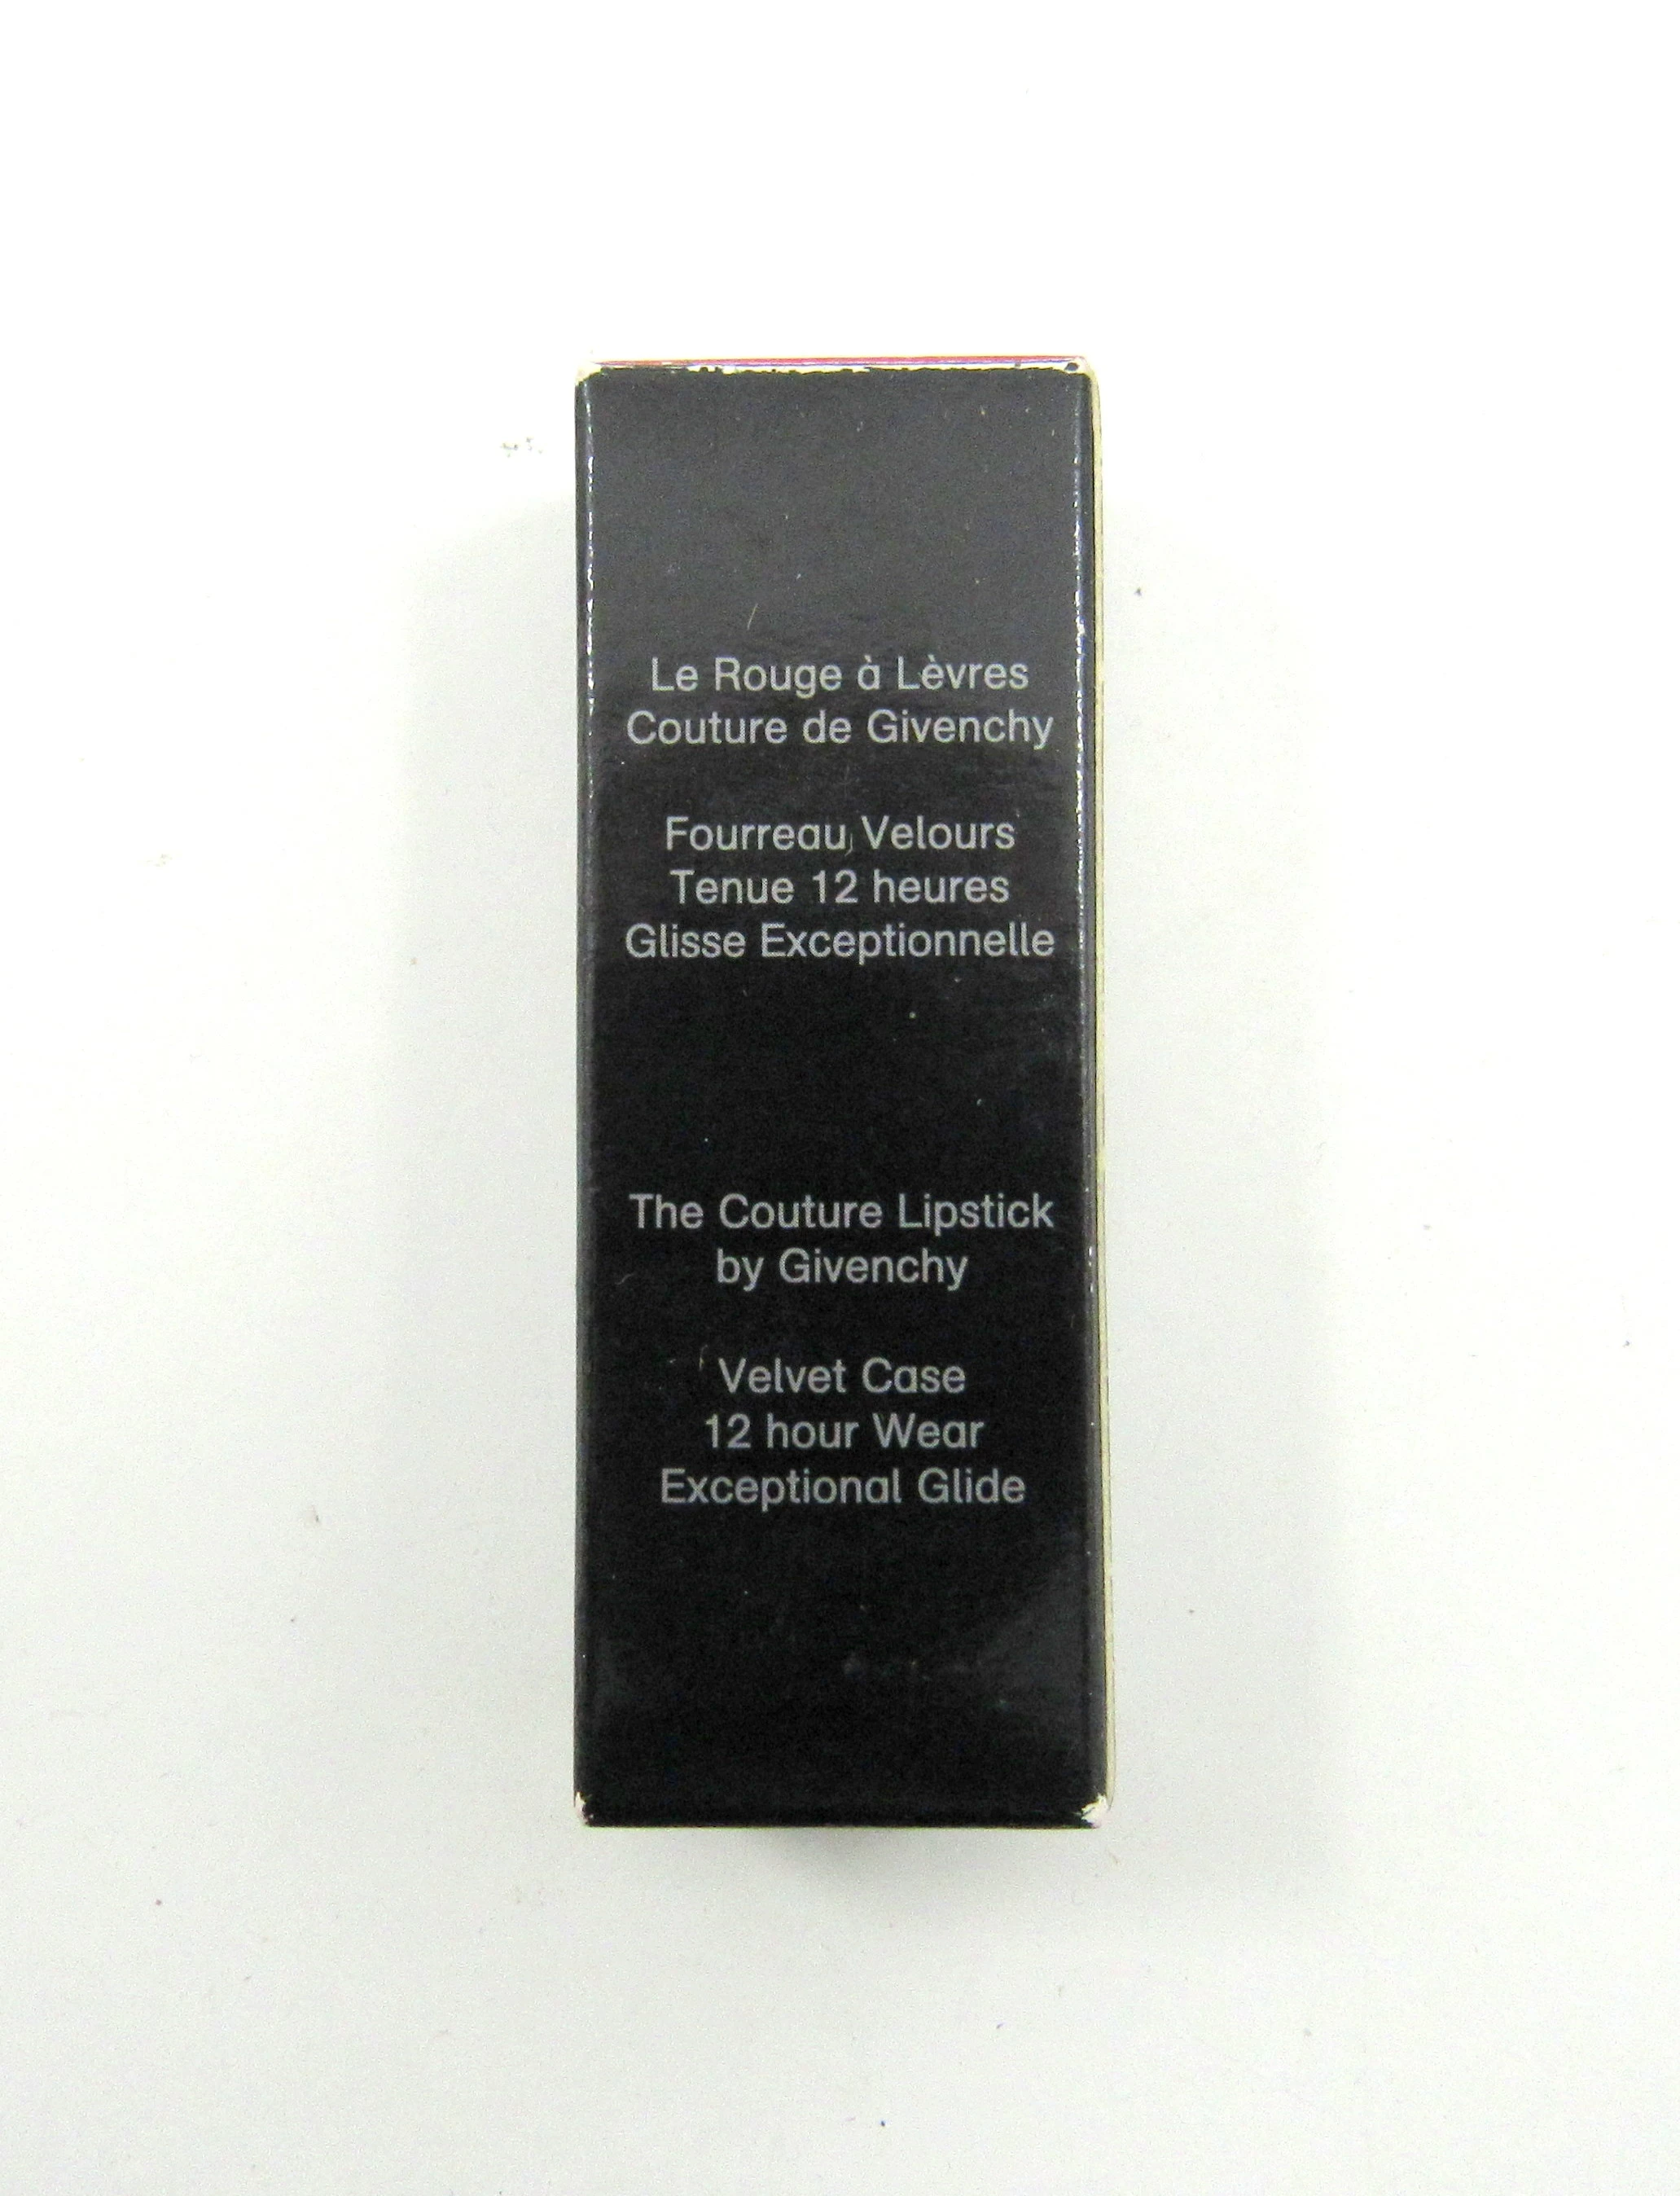 Le Rouge à Lèvres
Couture de Givenchy
Fourreau Velours
Tenue 12 heures
Glisse Exceptionnelle
The Couture Lipstick
by Givenchy
Velvet Case
12 hour Wear
Exceptional Glide